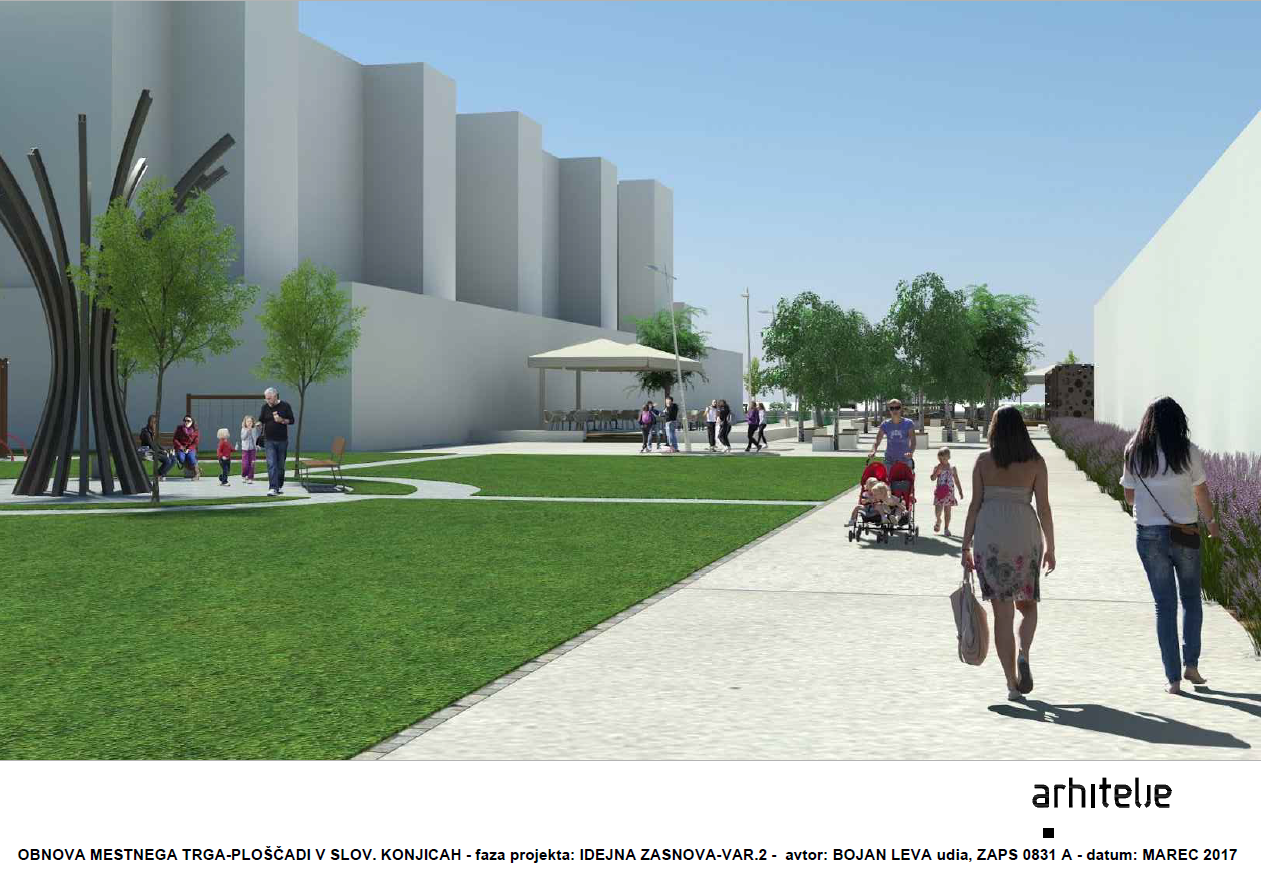 arhitelje
OBNOVA MESTNEGA TRGA-PLOŠČADI V SLOV. KONJICAH - faza projekta: IDEJNA ZASNOVA-VAR.2 - avtor: BOJAN LEVA udia, ZAPS 0831 A - datum: MAREC 2017